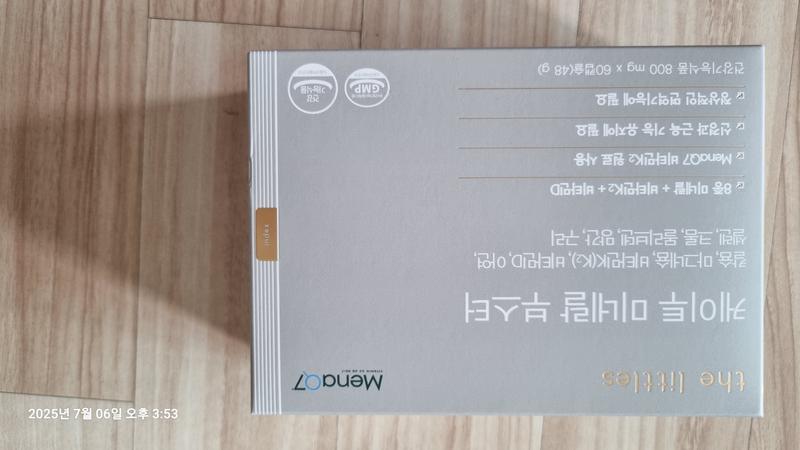 the littles
MenaQ7
케이투 미네랄 부스터
칼슘, 마그네슘, 비타민K(K₂), 비타민D, 아연,
셀렌, 크롬, 몰리브덴, 망간, 구리
8종 미네랄 + 비타민K₂ + 비타민D
MenaQ7 비타민K₂ 원료 사용
신경과 근육 기능 유지에 필요
정상적인 면역기능에 필요
건강기능식품 800 mg x 60캡슐(48 g)
GMP
건강
기능식품
2025년 7월 06일 오후 3:53